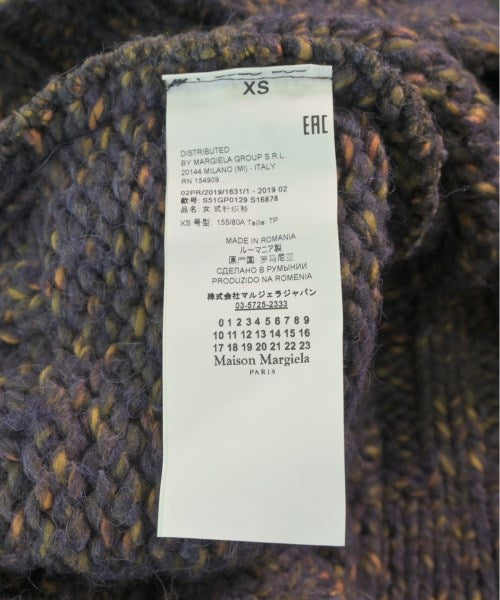 XS
EAC
DISTRIBUTED
BY MARGIELA GROUP S.R.L.
20144 MILANO (MI) - ITALY
RN 154909
02PR/2019/1631/1 - 2019 02
款号: S51GP0129 S16878
品名: 女式针织衫
XS 号型: 155/80A Taille: TP
MADE IN ROMANIA
ルーマニア製
原产国: 罗马尼亚
СДЕЛАНО В РУМЫНИИ
PRODUZIDO NA ROMENIA
株式会社マルジェラジャパン
03-5725-2333
0 1 2 3 4 5 6 7 8 9
10 11 12 13 14 15 16
17 18 19 20 21 22 23
Maison Margiela
PARIS